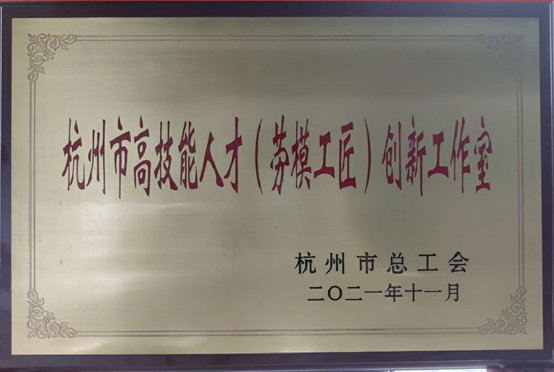 杭州市高技能人才（劳模工匠）创新工作室
杭州市总工会
二〇二一年十一月